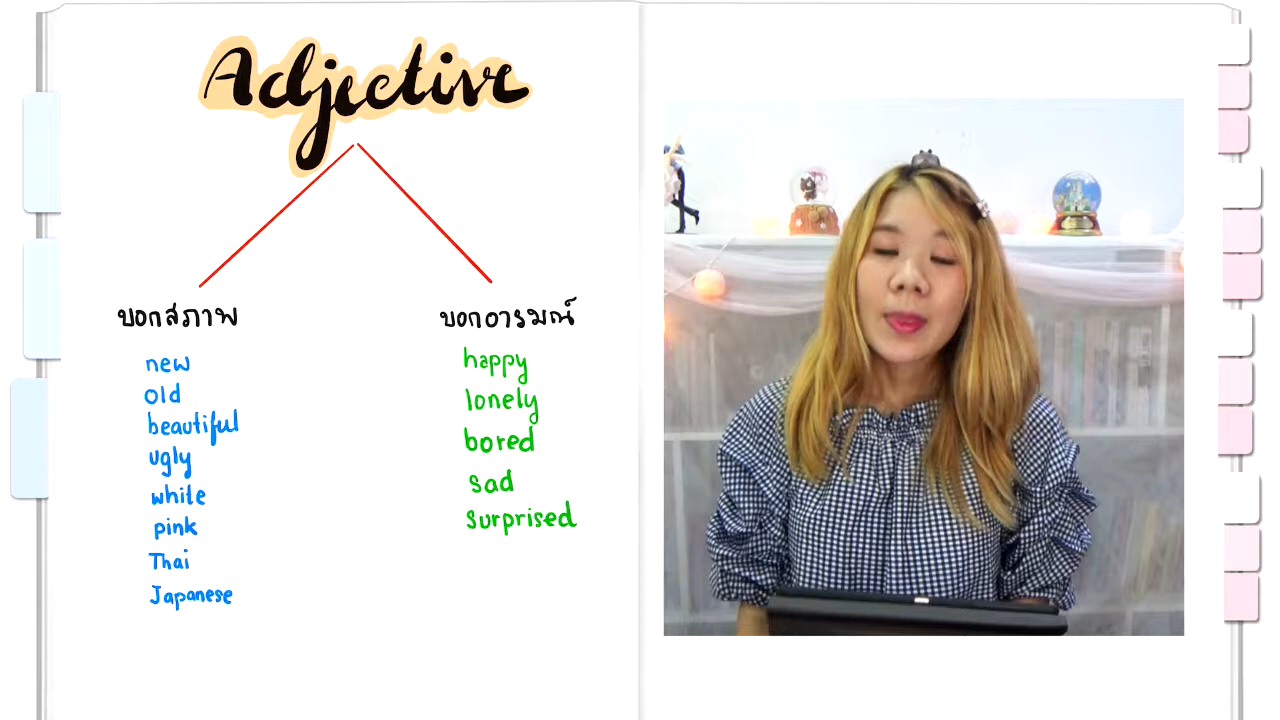 Adjective
บอกสภาพ
new
old
beautiful
ugly
white
pink
Thai
Japanese
บอกอารมณ์
happy
lonely
bored
sad
surprised